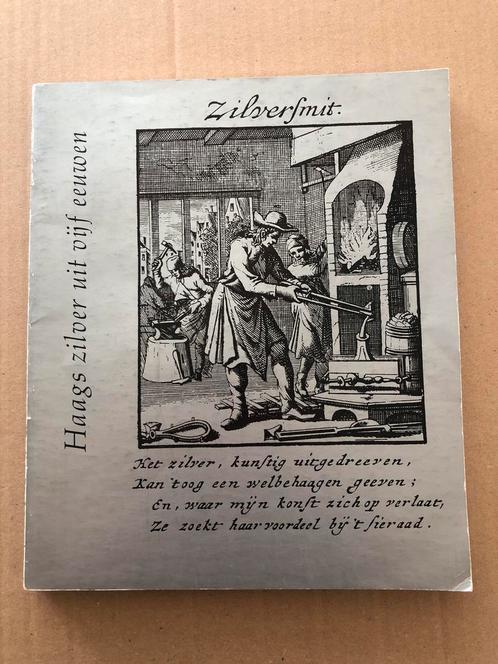 Haags zilver uit vijf eeuwen
Zilverſmit.
Het zilver, kunſtig uitgedreeven,
Kan 't oog een welbehaagen geeven;
En, waar mijn konſt zich op verlaat,
Ze zoekt haar voordeel bij 't ſieraad.